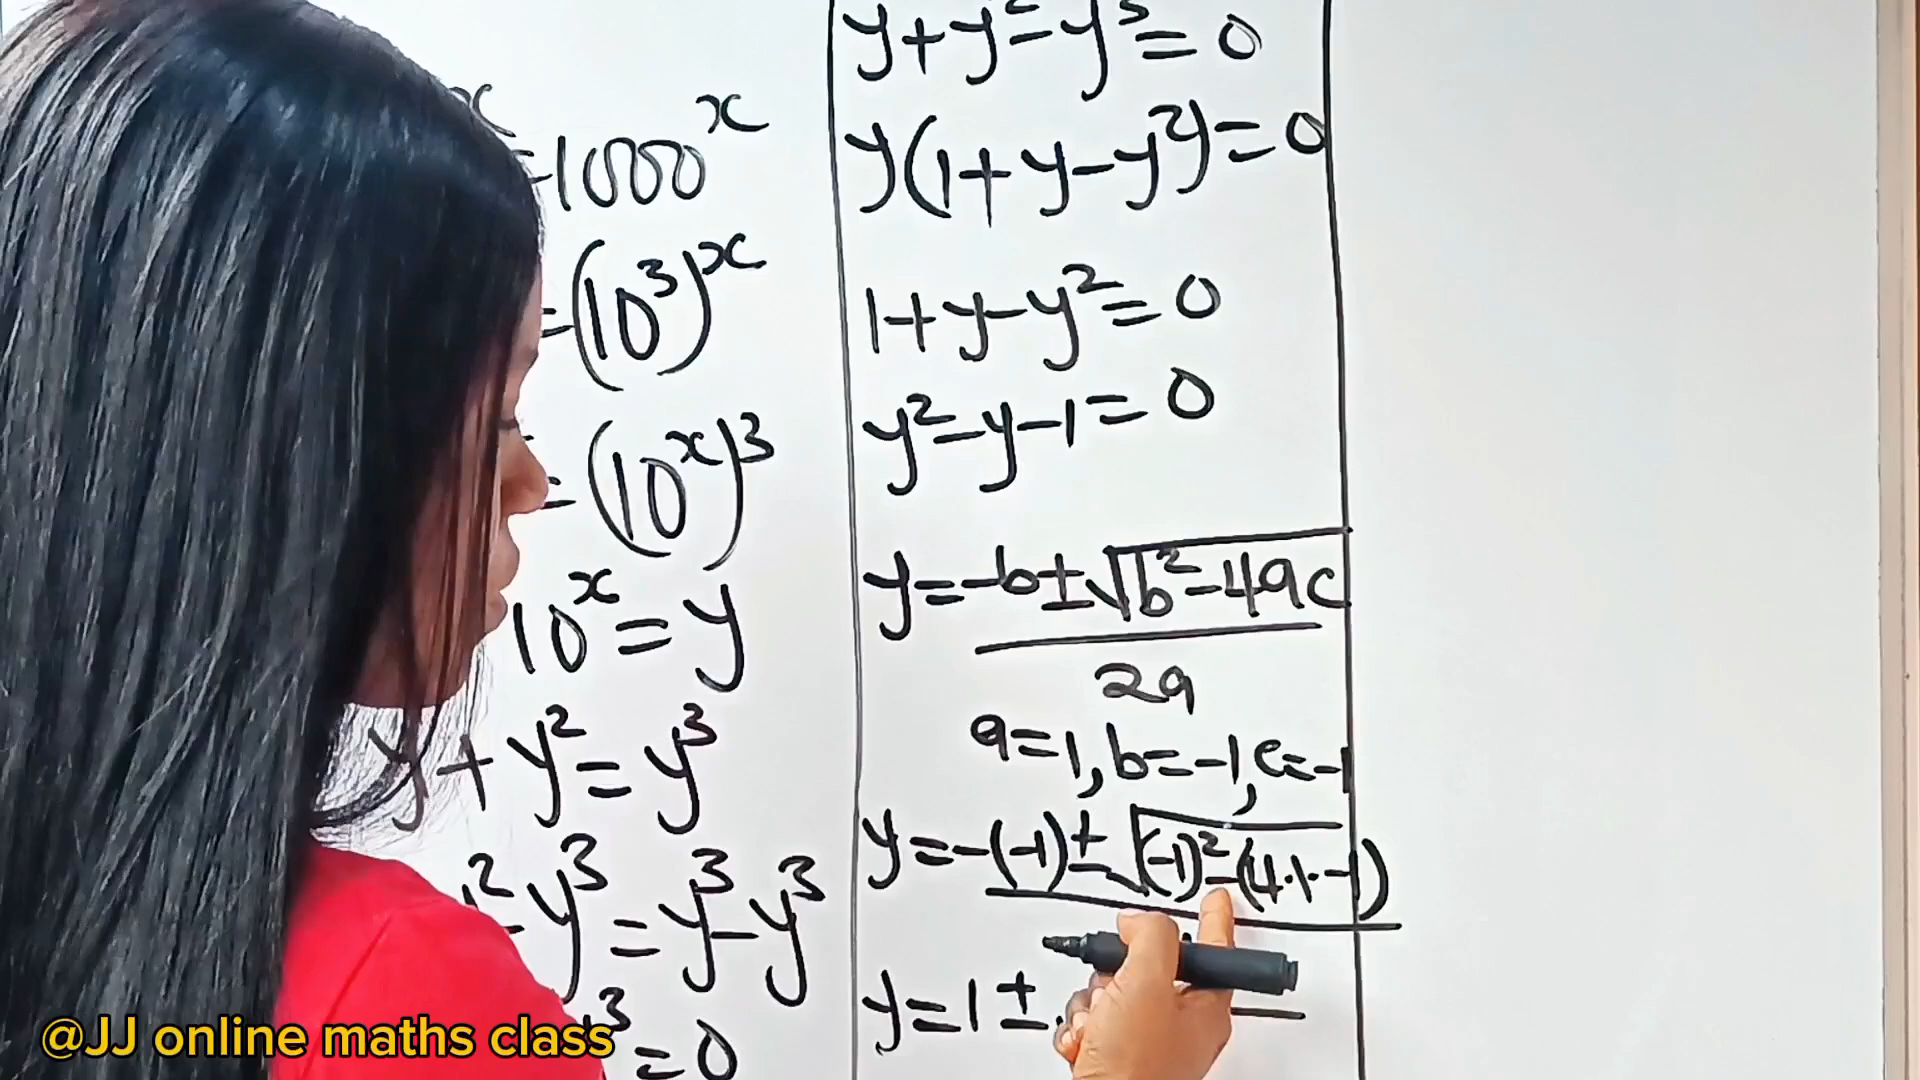 x
=1000^x
=(10^3)^x
=(10^x)^3
10^x=y
y+y^2=y^3
^2-y^3=y^3-y^3
^3=0
y+y^2-y^3=0
y(1+y-y^2)=0
1+y-y^2=0
y^2-y-1=0
y=-b±√b^2-4ac
2a
a=1,b=-1,c=-1
y=-(-1)±√(-1)^2-(4·1·-1)
y=1±
@JJ online maths class